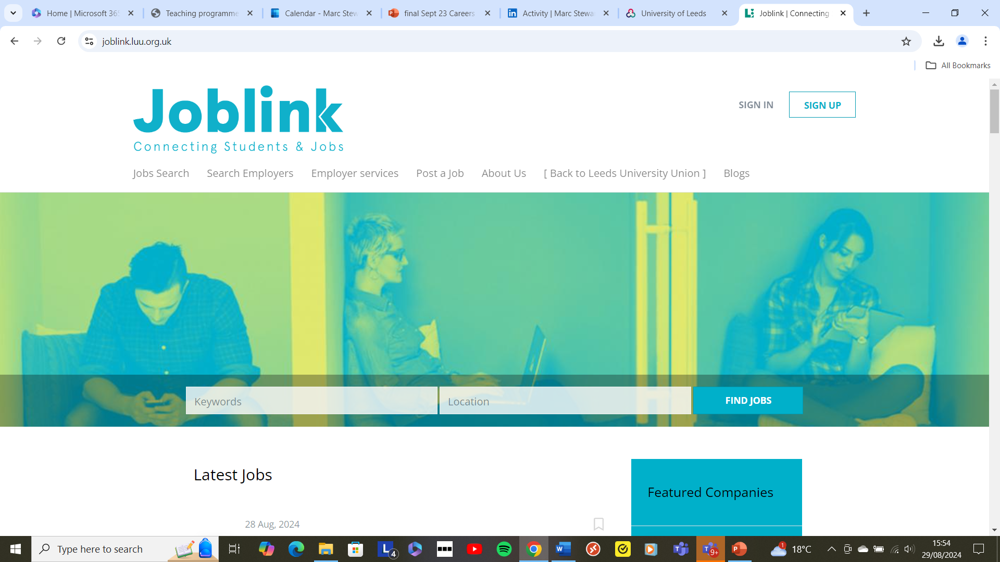 Home | Microsoft 365
Teaching programme
Calendar - Marc Stew
final Sept 23 Careers
Activity | Marc Stewa
University of Leeds
Joblink | Connecting
joblink.luu.org.uk
All Bookmarks
Joblink
Connecting Students & Jobs
SIGN IN
SIGN UP
Jobs Search
Search Employers
Employer services
Post a Job
About Us
[ Back to Leeds University Union ]
Blogs
Keywords
Location
FIND JOBS
Latest Jobs
Featured Companies
28 Aug, 2024
Type here to search
4
9+
1
18°C
15:54
29/08/2024